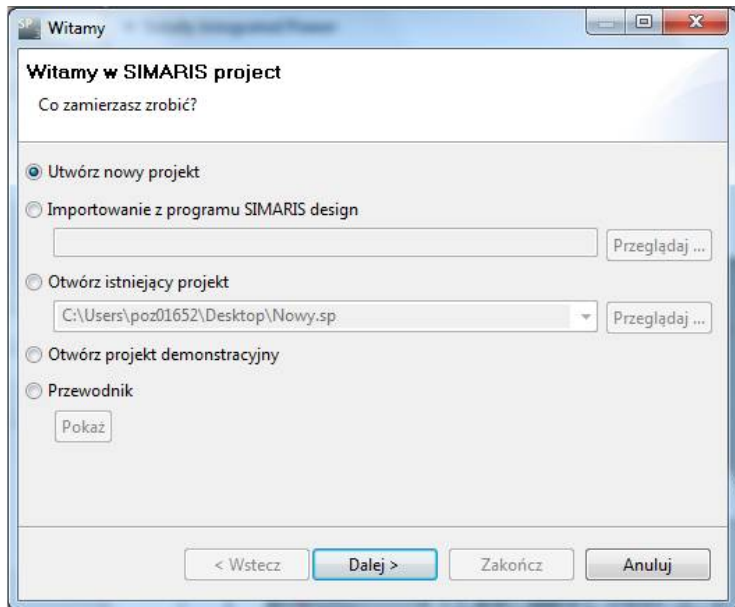 SP
Witamy
Witamy w SIMARIS project
Co zamierzasz zrobić?
Utwórz nowy projekt
Importowanie z programu SIMARIS design
Przeglądaj ...
Otwórz istniejący projekt
C:\Users\poz01652\Desktop\Nowy.sp
Przeglądaj ...
Otwórz projekt demonstracyjny
Przewodnik
Pokaż
< Wstecz
Dalej >
Zakończ
Anuluj